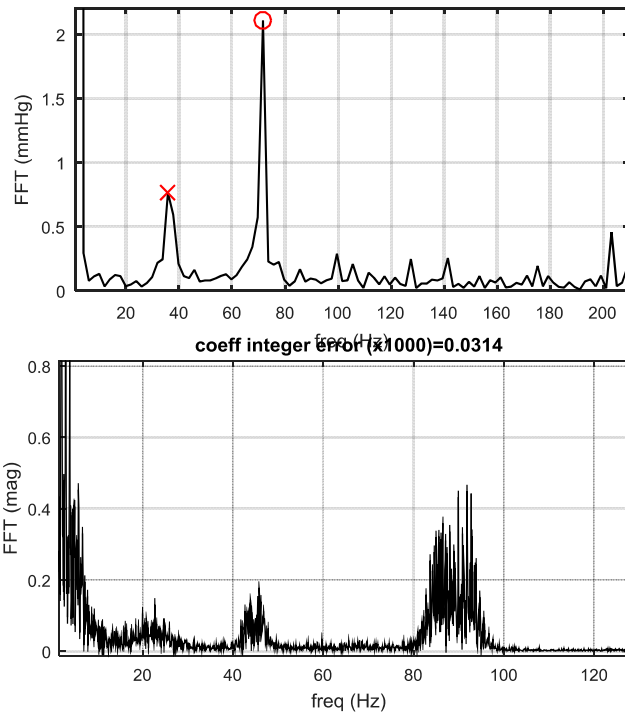 2
1.5
1
0.5
0
FFT (mmHg)
20 40 60 80 100 120 140 160 180 200
freq (Hz)
coeff integer error (x1000)=0.0314
0.8
0.6
0.4
0.2
0
FFT (mag)
20 40 60 80 100 120
freq (Hz)